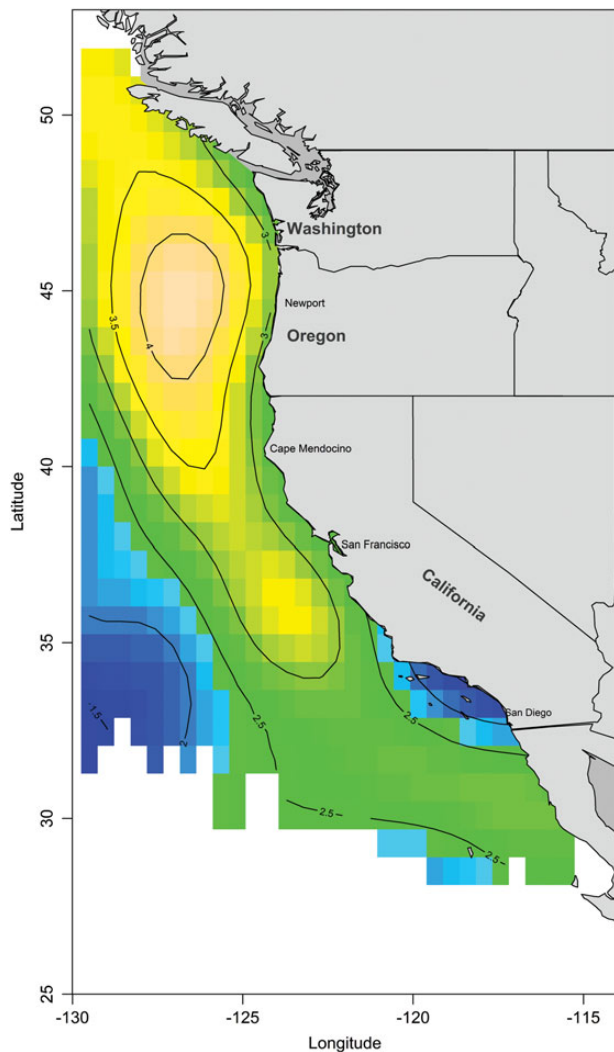 50
45
40
35
30
25
Latitude
-130
-125
-120
-115
Longitude
Washington
Newport
Oregon
Cape Mendocino
San Francisco
California
San Diego
3
3.5
4
3
1.5
2
2.5
2.5
2.5
2.5